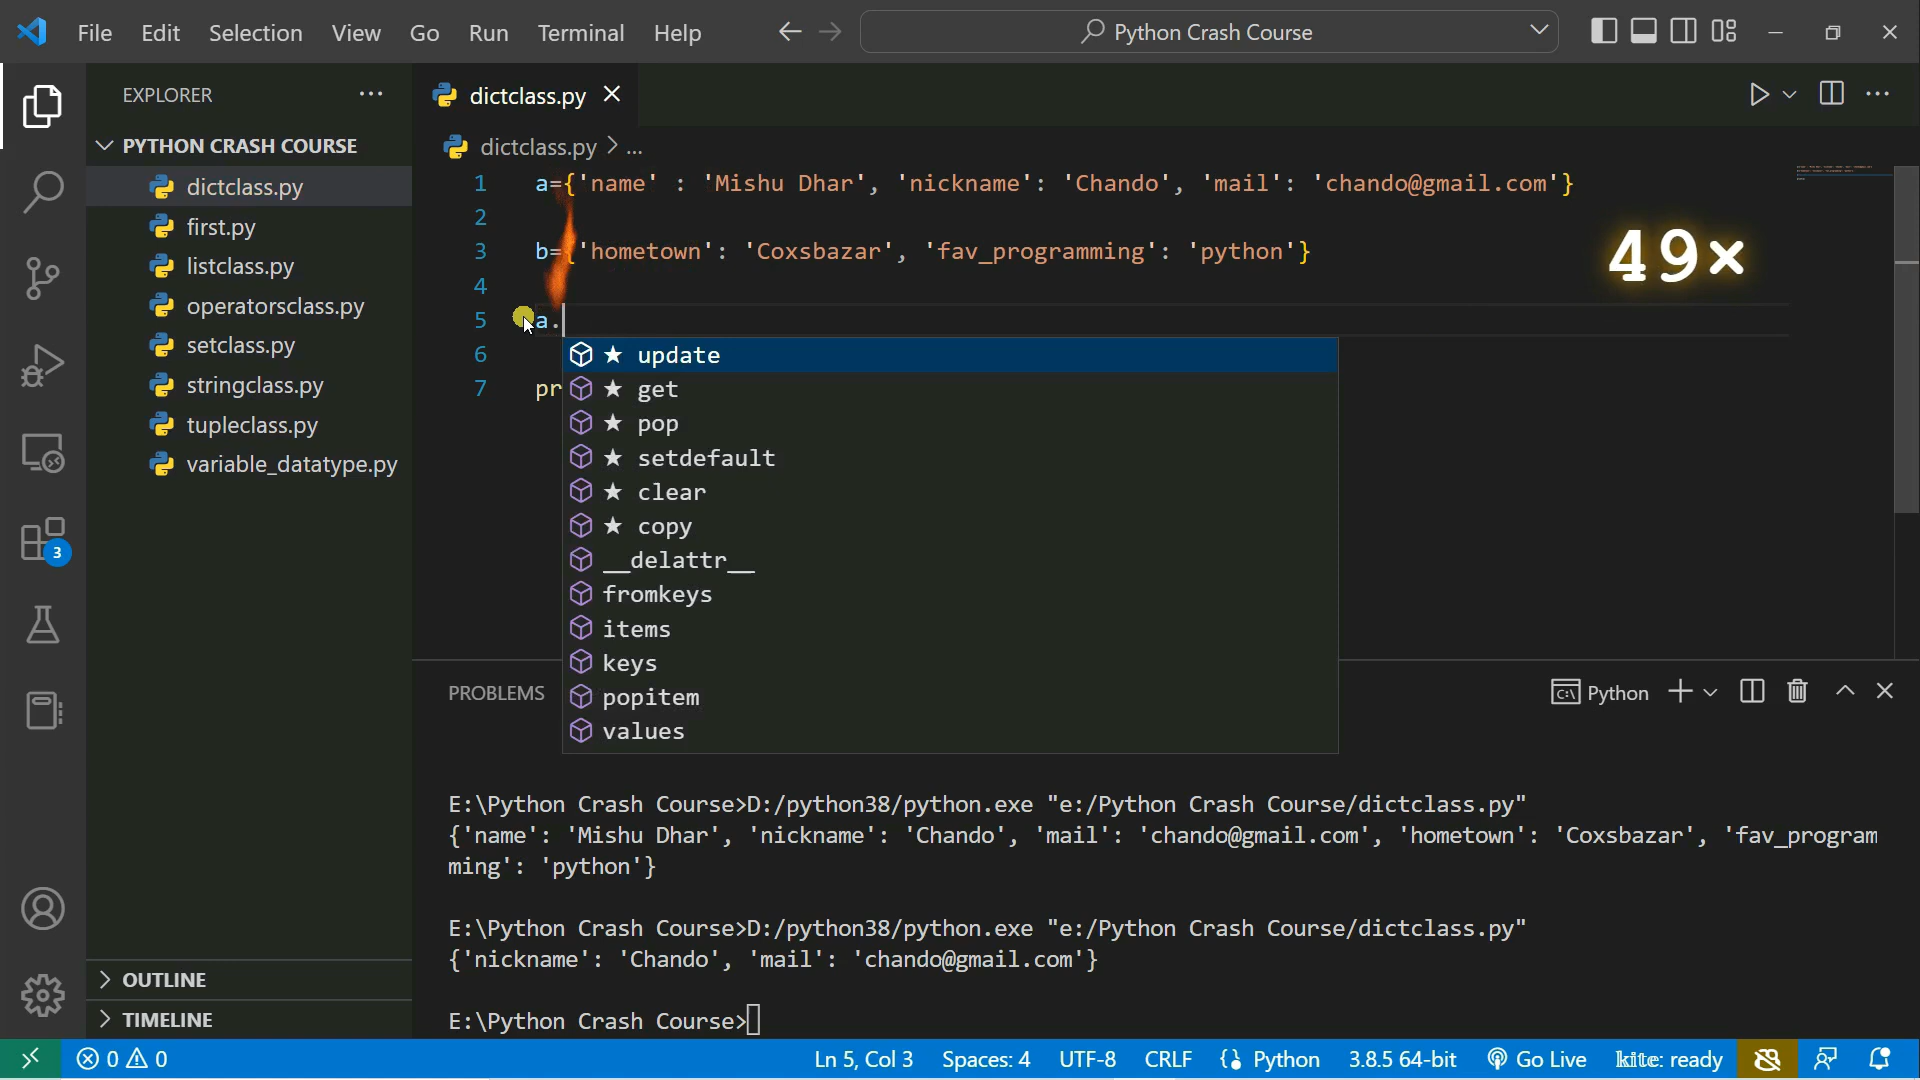 File Edit Selection View Go Run Terminal Help
Python Crash Course
EXPLORER
PYTHON CRASH COURSE
dictclass.py
first.py
listclass.py
operatorsclass.py
setclass.py
stringclass.py
tupleclass.py
variable_datatype.py
3
OUTLINE
TIMELINE
dictclass.py
dictclass.py > ...
1 a={'name' : 'Mishu Dhar', 'nickname': 'Chando', 'mail': 'chando@gmail.com'}
2
3 b={'hometown': 'Coxsbazar', 'fav_programming': 'python'}
4
5 a.
6
7 pr
49×
★ update
★ get
★ pop
★ setdefault
★ clear
★ copy
__delattr__
fromkeys
items
keys
popitem
values
PROBLEMS
Python
E:\Python Crash Course>D:/python38/python.exe "e:/Python Crash Course/dictclass.py"
{'name': 'Mishu Dhar', 'nickname': 'Chando', 'mail': 'chando@gmail.com', 'hometown': 'Coxsbazar', 'fav_program
ming': 'python'}
E:\Python Crash Course>D:/python38/python.exe "e:/Python Crash Course/dictclass.py"
{'nickname': 'Chando', 'mail': 'chando@gmail.com'}
E:\Python Crash Course>
0 0 Ln 5, Col 3 Spaces: 4 UTF-8 CRLF Python 3.8.5 64-bit Go Live kite: ready